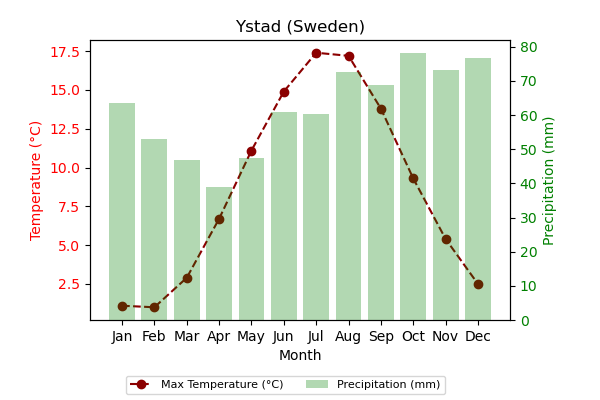 Ystad (Sweden)
Temperature (°C)
17.5
15.0
12.5
10.0
7.5
5.0
2.5
80
70
60
50
40
30
20
10
0
Precipitation (mm)
Jan Feb Mar Apr May Jun Jul Aug Sep Oct Nov Dec
Month
Max Temperature (°C) Precipitation (mm)